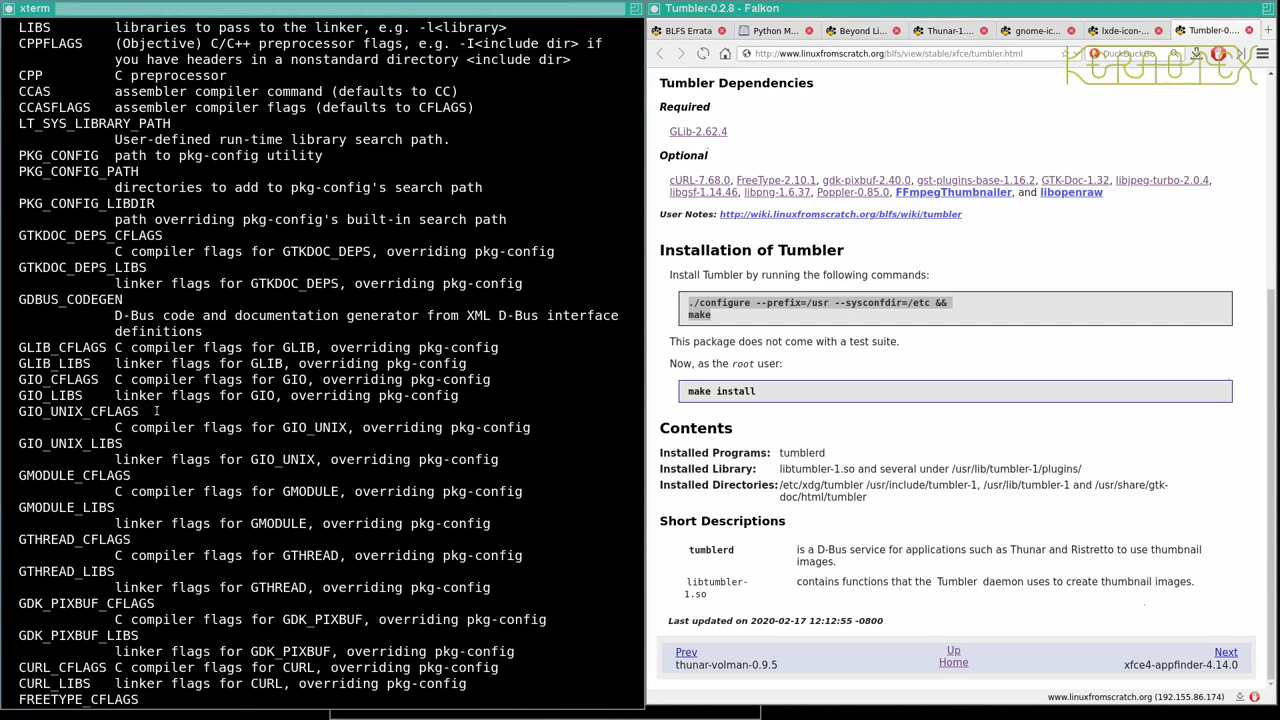 xterm
LIBS        libraries to pass to the linker, e.g. -l<library>
CPPFLAGS    (Objective) C/C++ preprocessor flags, e.g. -I<include dir> if
            you have headers in a nonstandard directory <include dir>
CPP         C preprocessor
CCAS        assembler compiler command (defaults to CC)
CCASFLAGS   assembler compiler flags (defaults to CFLAGS)
LT_SYS_LIBRARY_PATH
            User-defined run-time library search path.
PKG_CONFIG  path to pkg-config utility
PKG_CONFIG_PATH
            directories to add to pkg-config's search path
PKG_CONFIG_LIBDIR
            path overriding pkg-config's built-in search path
GTKDOC_DEPS_CFLAGS
            C compiler flags for GTKDOC_DEPS, overriding pkg-config
GTKDOC_DEPS_LIBS
            linker flags for GTKDOC_DEPS, overriding pkg-config
GDBUS_CODEGEN
            D-Bus code and documentation generator from XML D-Bus interface
            definitions
GLIB_CFLAGS C compiler flags for GLIB, overriding pkg-config
GLIB_LIBS   linker flags for GLIB, overriding pkg-config
GIO_CFLAGS  C compiler flags for GIO, overriding pkg-config
GIO_LIBS    linker flags for GIO, overriding pkg-config
GIO_UNIX_CFLAGS
            C compiler flags for GIO_UNIX, overriding pkg-config
GIO_UNIX_LIBS
            linker flags for GIO_UNIX, overriding pkg-config
GMODULE_CFLAGS
            C compiler flags for GMODULE, overriding pkg-config
GMODULE_LIBS
            linker flags for GMODULE, overriding pkg-config
GTHREAD_CFLAGS
            C compiler flags for GTHREAD, overriding pkg-config
GTHREAD_LIBS
            linker flags for GTHREAD, overriding pkg-config
GDK_PIXBUF_CFLAGS
            C compiler flags for GDK_PIXBUF, overriding pkg-config
GDK_PIXBUF_LIBS
            linker flags for GDK_PIXBUF, overriding pkg-config
CURL_CFLAGS C compiler flags for CURL, overriding pkg-config
CURL_LIBS   linker flags for CURL, overriding pkg-config
FREETYPE_CFLAGS
Tumbler-0.2.8 - Falkon
BLFS Errata Python M... Beyond Li... Thunar-1.... gnome-ic... lxde-icon-... Tumbler-0....
http://www.linuxfromscratch.org/blfs/view/stable/xfce/tumbler.html DuckDuckGo
Tumbler Dependencies
Required
GLib-2.62.4
Optional
cURL-7.68.0, FreeType-2.10.1, gdk-pixbuf-2.40.0, gst-plugins-base-1.16.2, GTK-Doc-1.32, libjpeg-turbo-2.0.4,
libgsf-1.14.46, libpng-1.6.37, Poppler-0.85.0, FFmpegThumbnailer, and libopenraw
User Notes: http://wiki.linuxfromscratch.org/blfs/wiki/tumbler
Installation of Tumbler
Install Tumbler by running the following commands:
./configure --prefix=/usr --sysconfdir=/etc &&
make
This package does not come with a test suite.
Now, as the root user:
make install
Contents
Installed Programs: tumblerd
Installed Library: libtumbler-1.so and several under /usr/lib/tumbler-1/plugins/
Installed Directories: /etc/xdg/tumbler /usr/include/tumbler-1, /usr/lib/tumbler-1 and /usr/share/gtk-
doc/html/tumbler
Short Descriptions
tumblerd is a D-Bus service for applications such as Thunar and Ristretto to use thumbnail
images.
libtumbler- contains functions that the Tumbler daemon uses to create thumbnail images.
1.so
Last updated on 2020-02-17 12:12:55 -0800
Prev Up Next
thunar-volman-0.9.5 Home xfce4-appfinder-4.14.0
www.linuxfromscratch.org (192.155.86.174)